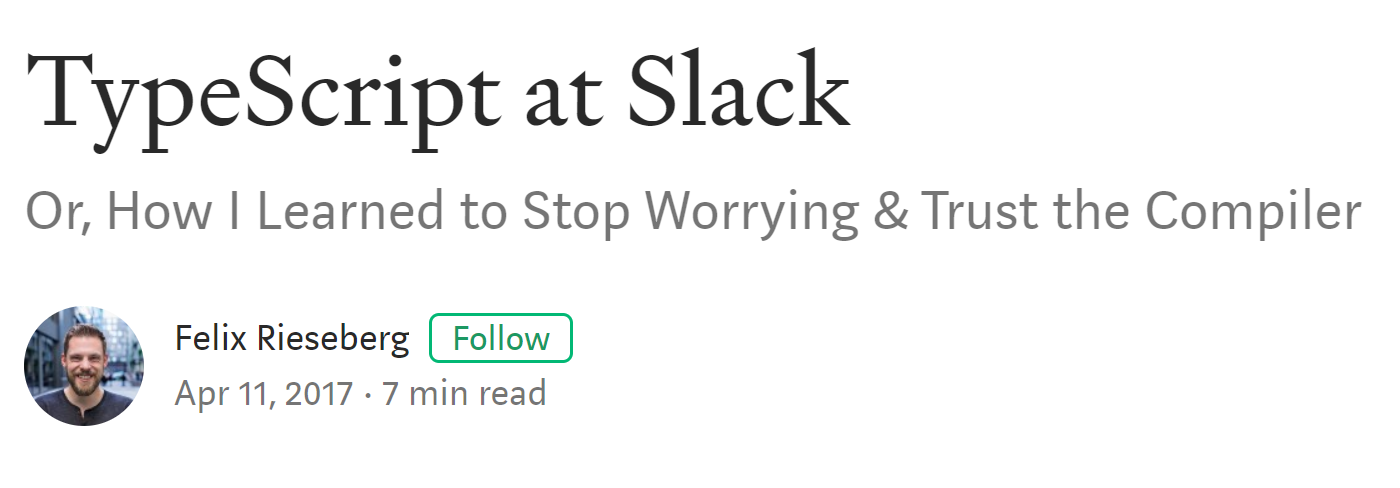 TypeScript at Slack
Or, How I Learned to Stop Worrying & Trust the Compiler
Felix Rieseberg Follow
Apr 11, 2017 · 7 min read